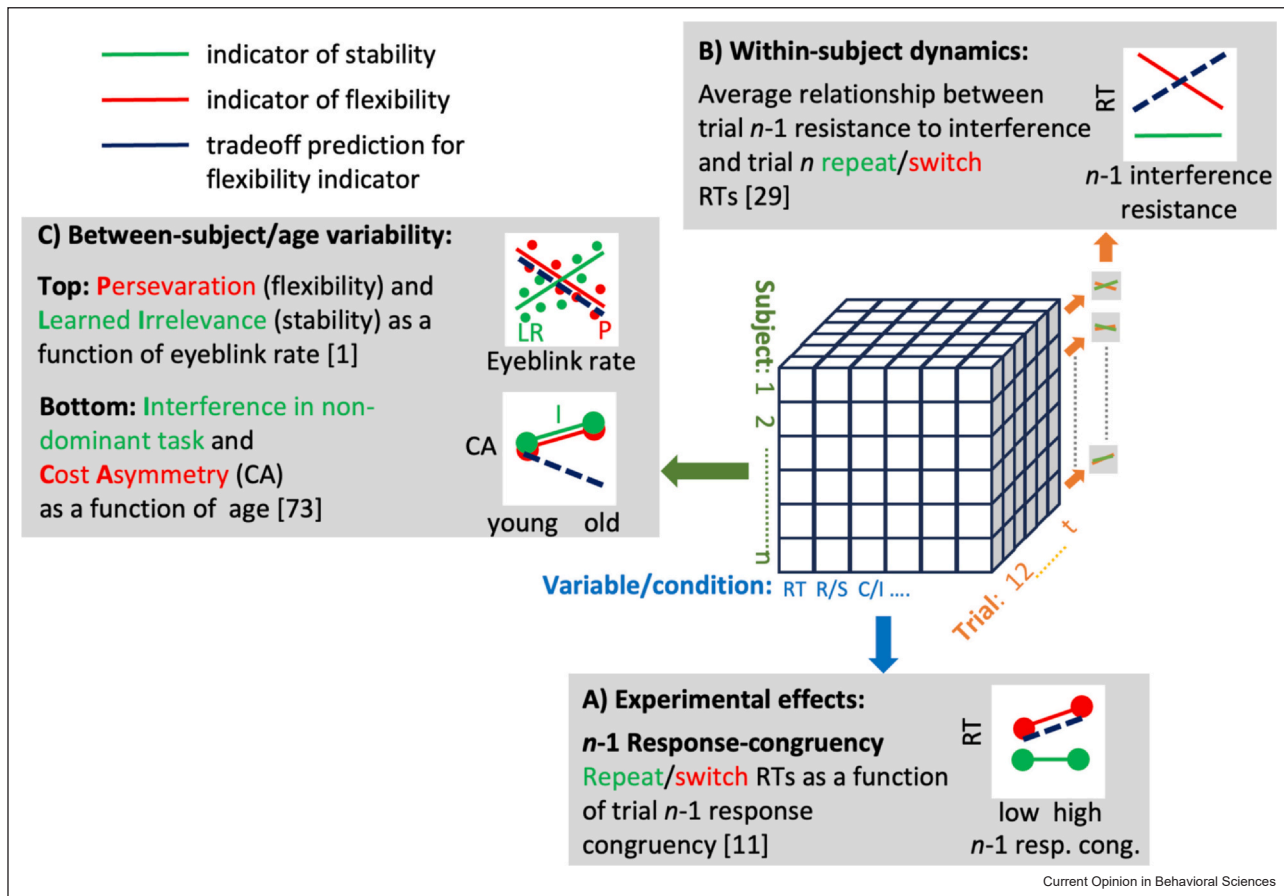 indicator of stability
indicator of flexibility
tradeoff prediction for
flexibility indicator
B) Within-subject dynamics:
Average relationship between
trial n-1 resistance to interference
and trial n repeat/switch
RTs [29]
RT
n-1 interference
resistance
C) Between-subject/age variability:
Top: Persevaration (flexibility) and
Learned Irrelevance (stability) as a
function of eyeblink rate [1]
LR
P
Eyeblink rate
Bottom: Interference in non-
dominant task and
Cost Asymmetry (CA)
as a function of age [73]
CA
I
young old
Subject: 1 2 ........... n
Variable/condition: RT R/S C/I ....
Trial: 12....... t
A) Experimental effects:
n-1 Response-congruency
Repeat/switch RTs as a function
of trial n-1 response
congruency [11]
RT
low high
n-1 resp. cong.
Current Opinion in Behavioral Sciences